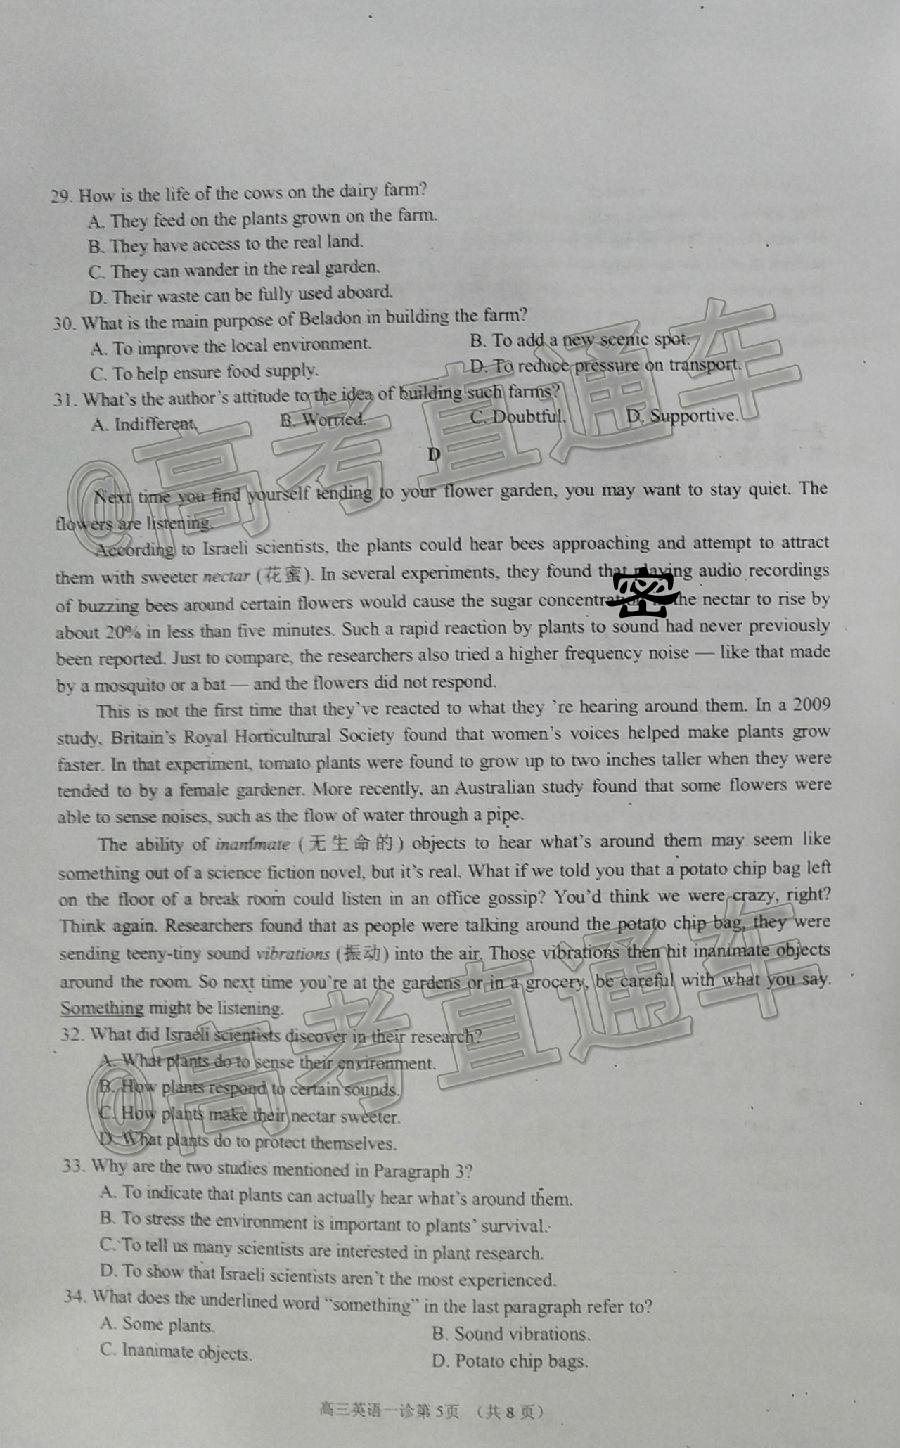 29. How is the life of the cows on the dairy farm?
A. They feed on the plants grown on the farm.
B. They have access to the real land.
C. They can wander in the real garden.
D. Their waste can be fully used aboard.
30. What is the main purpose of Beladon in building the farm?
A. To improve the local environment. B. To add a new scenic spot.
C. To help ensure food supply. D. To reduce pressure on transport.
31. What's the author's attitude to the idea of building such farms?
A. Indifferent. B. Worried. C. Doubtful. D. Supportive.
D
Next time you find yourself tending to your flower garden, you may want to stay quiet. The
flowers are listening.
According to Israeli scientists, the plants could hear bees approaching and attempt to attract
them with sweeter nectar (花蜜). In several experiments, they found that playing audio recordings
of buzzing bees around certain flowers would cause the sugar concentration the nectar to rise by
about 20% in less than five minutes. Such a rapid reaction by plants to sound had never previously
been reported. Just to compare, the researchers also tried a higher frequency noise — like that made
by a mosquito or a bat — and the flowers did not respond.
This is not the first time that they've reacted to what they 're hearing around them. In a 2009
study, Britain's Royal Horticultural Society found that women's voices helped make plants grow
faster. In that experiment, tomato plants were found to grow up to two inches taller when they were
tended to by a female gardener. More recently, an Australian study found that some flowers were
able to sense noises, such as the flow of water through a pipe.
The ability of inanimate (无生命的) objects to hear what's around them may seem like
something out of a science fiction novel, but it's real. What if we told you that a potato chip bag left
on the floor of a break room could listen in an office gossip? You'd think we were crazy, right?
Think again. Researchers found that as people were talking around the potato chip bag, they were
sending teeny-tiny sound vibrations (振动) into the air. Those vibrations then hit inanimate objects
around the room. So next time you're at the gardens or in a grocery, be careful with what you say.
Something might be listening.
32. What did Israeli scientists discover in their research?
A. What plants do to sense their environment.
B. How plants respond to certain sounds.
C. How plants make their nectar sweeter.
D. What plants do to protect themselves.
33. Why are the two studies mentioned in Paragraph 3?
A. To indicate that plants can actually hear what's around them.
B. To stress the environment is important to plants' survival.
C. To tell us many scientists are interested in plant research.
D. To show that Israeli scientists aren't the most experienced.
34. What does the underlined word "something" in the last paragraph refer to?
A. Some plants. B. Sound vibrations.
C. Inanimate objects. D. Potato chip bags.
高三英语一诊第5页 (共8页)
@高考直通车
@高考直通车
密